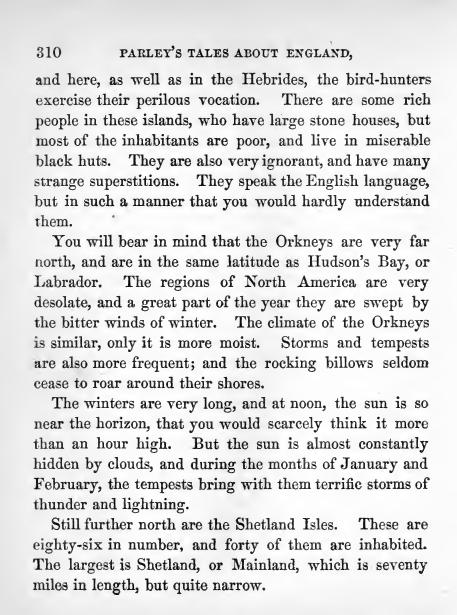 310 PARLEY'S TALES ABOUT ENGLAND,
and here, as well as in the Hebrides, the bird-hunters
exercise their perilous vocation. There are some rich
people in these islands, who have large stone houses, but
most of the inhabitants are poor, and live in miserable
black huts. They are also very ignorant, and have many
strange superstitions. They speak the English language,
but in such a manner that you would hardly understand
them.
You will bear in mind that the Orkneys are very far
north, and are in the same latitude as Hudson's Bay, or
Labrador. The regions of North America are very
desolate, and a great part of the year they are swept by
the bitter winds of winter. The climate of the Orkneys
is similar, only it is more moist. Storms and tempests
are also more frequent; and the rocking billows seldom
cease to roar around their shores.
The winters are very long, and at noon, the sun is so
near the horizon, that you would scarcely think it more
than an hour high. But the sun is almost constantly
hidden by clouds, and during the months of January and
February, the tempests bring with them terrific storms of
thunder and lightning.
Still further north are the Shetland Isles. These are
eighty-six in number, and forty of them are inhabited.
The largest is Shetland, or Mainland, which is seventy
miles in length, but quite narrow.